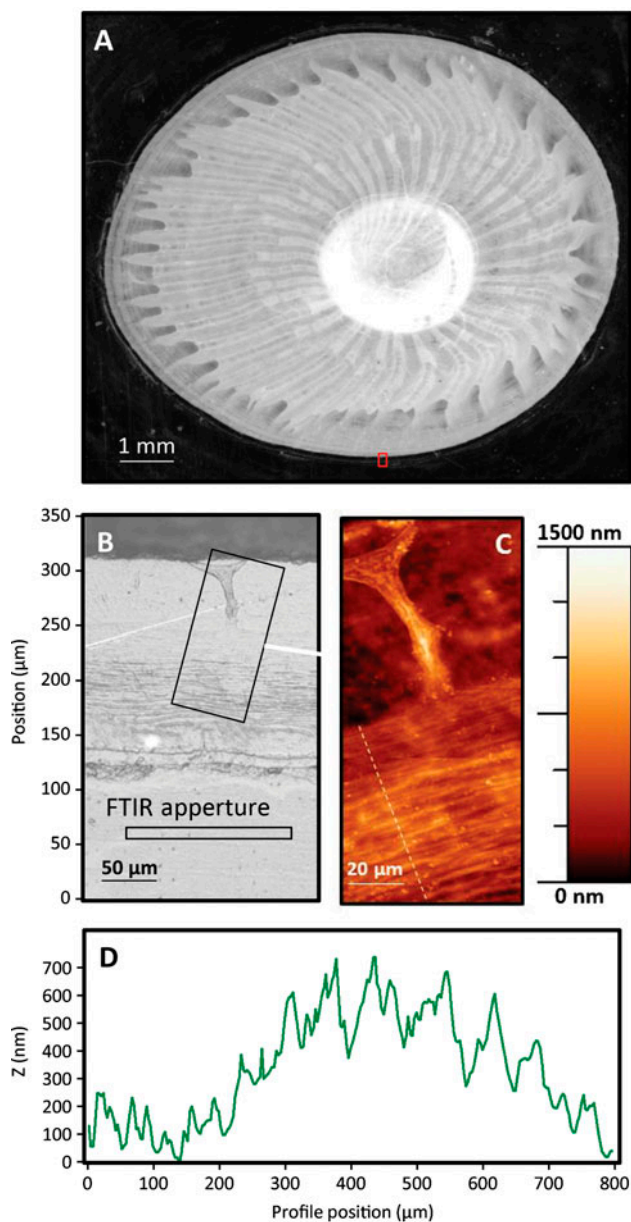 A
1 mm
B
C
1500 nm
350
300
250
200
150
100
50
0
Position (µm)
FTIR apperture
50 µm
20 µm
0 nm
D
Z (nm)
700
600
500
400
300
200
100
0
0 100 200 300 400 500 600 700 800
Profile position (µm)